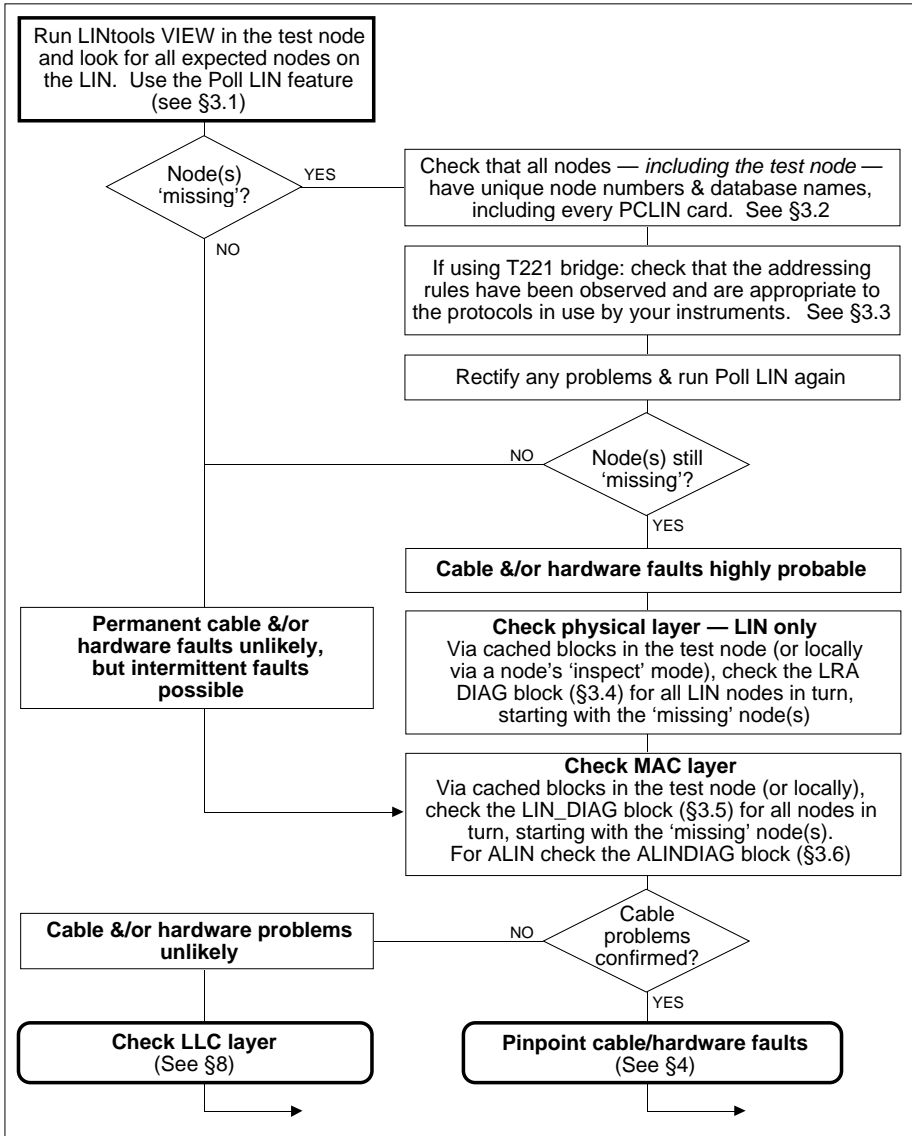 Run LINtools VIEW in the test node
and look for all expected nodes on
the LIN. Use the Poll LIN feature
(see §3.1)
Node(s)
‘missing’?
YES
NO
Check that all nodes — including the test node —
have unique node numbers & database names,
including every PCLIN card. See §3.2
If using T221 bridge: check that the addressing
rules have been observed and are appropriate to
the protocols in use by your instruments. See §3.3
Rectify any problems & run Poll LIN again
NO
Node(s) still
‘missing’?
YES
Cable &/or hardware faults highly probable
Permanent cable &/or
hardware faults unlikely,
but intermittent faults
possible
Check physical layer — LIN only
Via cached blocks in the test node (or locally
via a node’s ‘inspect’ mode), check the LRA
DIAG block (§3.4) for all LIN nodes in turn,
starting with the ‘missing’ node(s)
Check MAC layer
Via cached blocks in the test node (or locally),
check the LIN_DIAG block (§3.5) for all nodes in
turn, starting with the ‘missing’ node(s).
For ALIN check the ALINDIAG block (§3.6)
Cable &/or hardware problems
unlikely
NO
Cable
problems
confirmed?
YES
Check LLC layer
(See §8)
Pinpoint cable/hardware faults
(See §4)